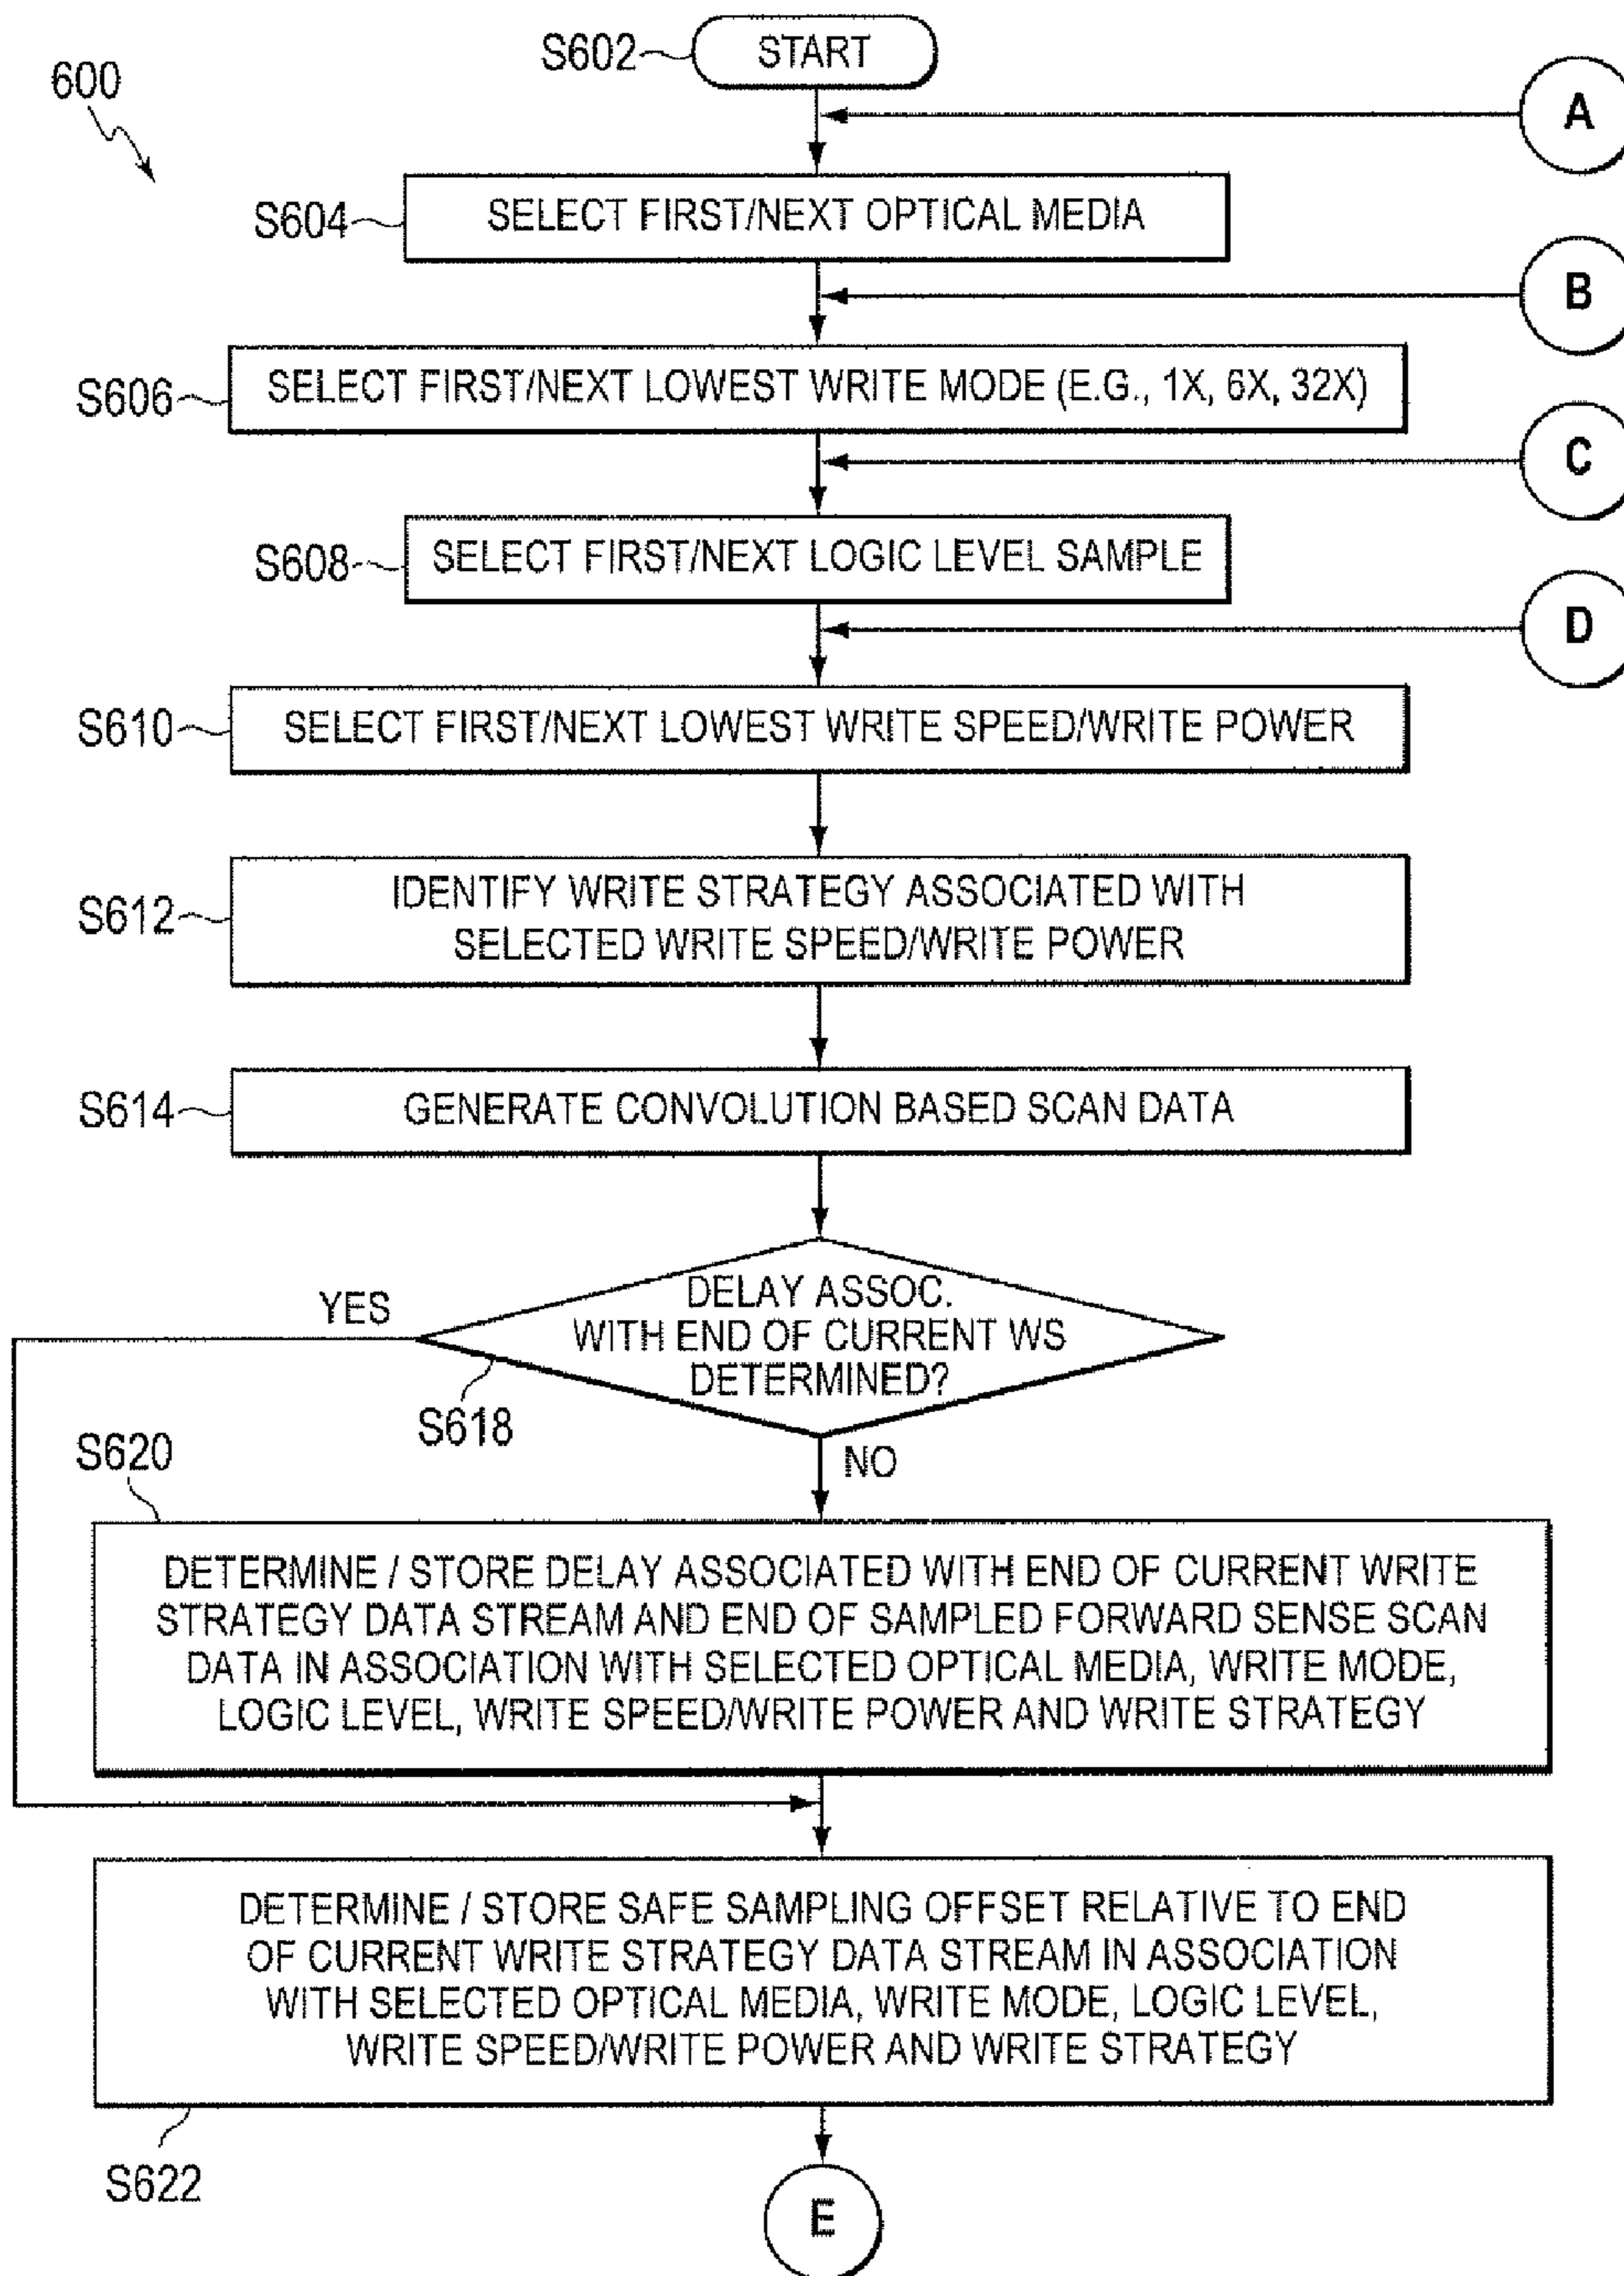 S602
START
600
A
S604
SELECT FIRST/NEXT OPTICAL MEDIA
B
S606
SELECT FIRST/NEXT LOWEST WRITE MODE (E.G., 1X, 6X, 32X)
C
S608
SELECT FIRST/NEXT LOGIC LEVEL SAMPLE
D
S610
SELECT FIRST/NEXT LOWEST WRITE SPEED/WRITE POWER
S612
IDENTIFY WRITE STRATEGY ASSOCIATED WITH
SELECTED WRITE SPEED/WRITE POWER
S614
GENERATE CONVOLUTION BASED SCAN DATA
YES
DELAY ASSOC.
WITH END OF CURRENT WS
DETERMINED?
S618
NO
S620
DETERMINE / STORE DELAY ASSOCIATED WITH END OF CURRENT WRITE
STRATEGY DATA STREAM AND END OF SAMPLED FORWARD SENSE SCAN
DATA IN ASSOCIATION WITH SELECTED OPTICAL MEDIA, WRITE MODE,
LOGIC LEVEL, WRITE SPEED/WRITE POWER AND WRITE STRATEGY
DETERMINE / STORE SAFE SAMPLING OFFSET RELATIVE TO END
OF CURRENT WRITE STRATEGY DATA STREAM IN ASSOCIATION
WITH SELECTED OPTICAL MEDIA, WRITE MODE, LOGIC LEVEL,
WRITE SPEED/WRITE POWER AND WRITE STRATEGY
S622
E